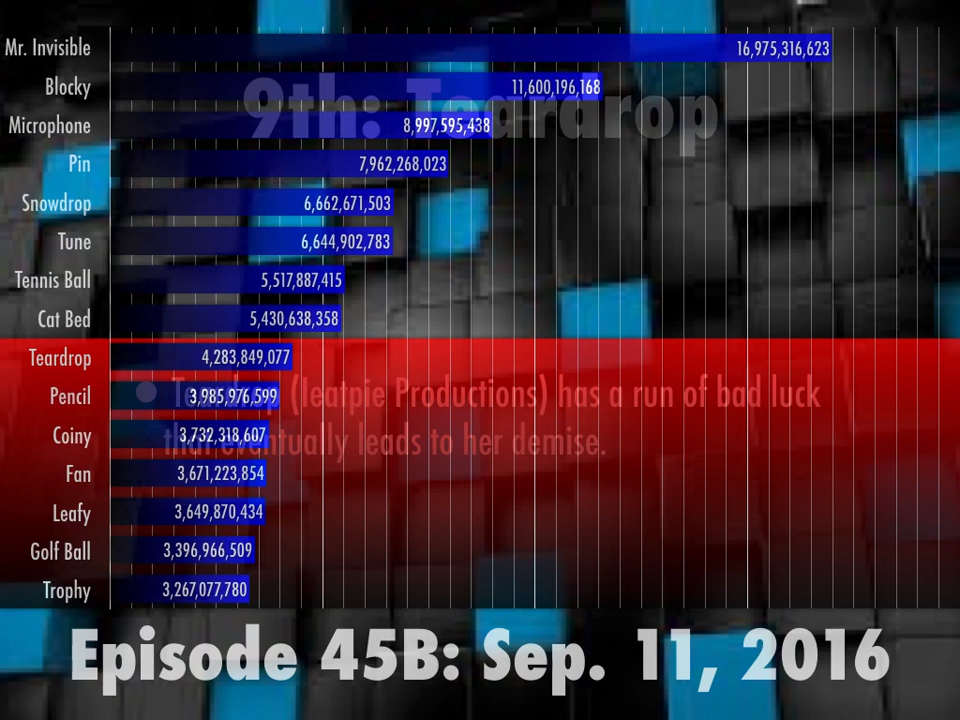 Mr. Invisible 16,975,316,623
Blocky 11,600,196,168
9th: Teardrop
Microphone 8,997,595,438
Pin 7,962,268,023
Snowdrop 6,662,671,503
Tune 6,644,902,783
Tennis Ball 5,517,887,415
Cat Bed 5,430,638,358
Teardrop 4,283,849,077
Pencil 3,985,976,599
• Teardrop (leatpie Productions) has a run of bad luck
Coiny 3,732,318,607
that eventually leads to her demise.
Fan 3,671,223,854
Leafy 3,649,870,434
Golf Ball 3,396,966,509
Trophy 3,267,077,780
Episode 45B: Sep. 11, 2016